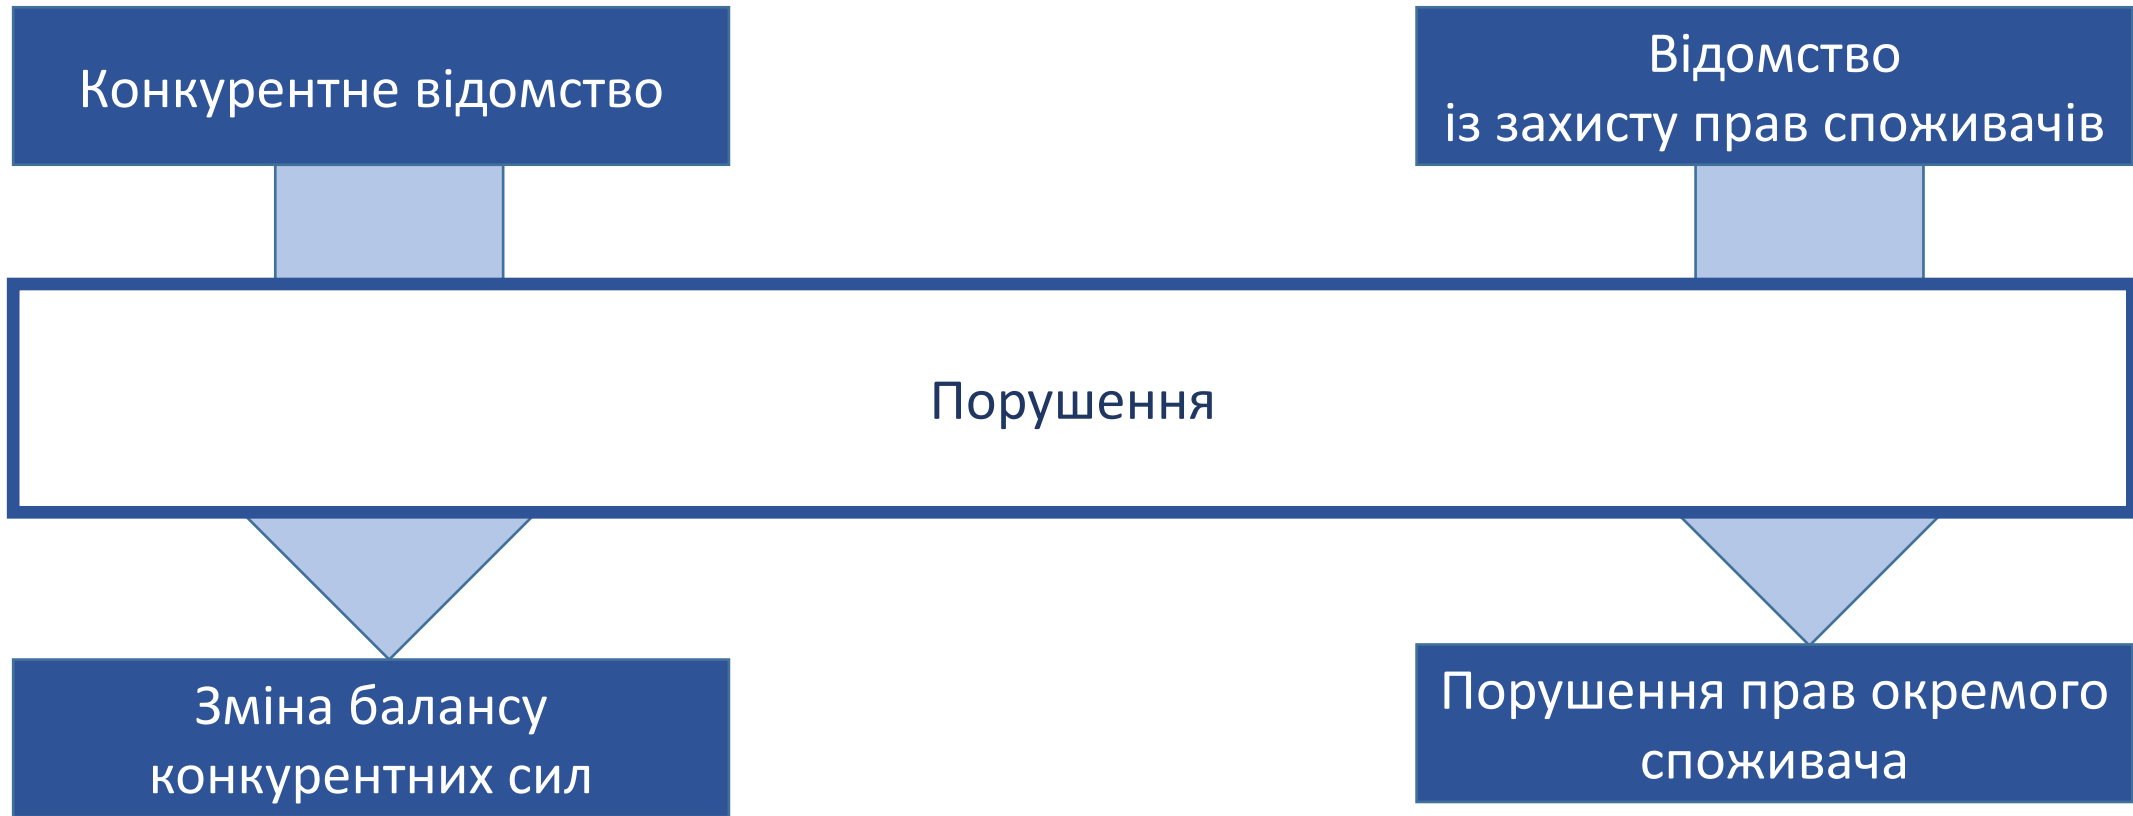 Конкурентне відомство
Відомство
із захисту прав споживачів
Порушення
Зміна балансу
конкурентних сил
Порушення прав окремого
споживача